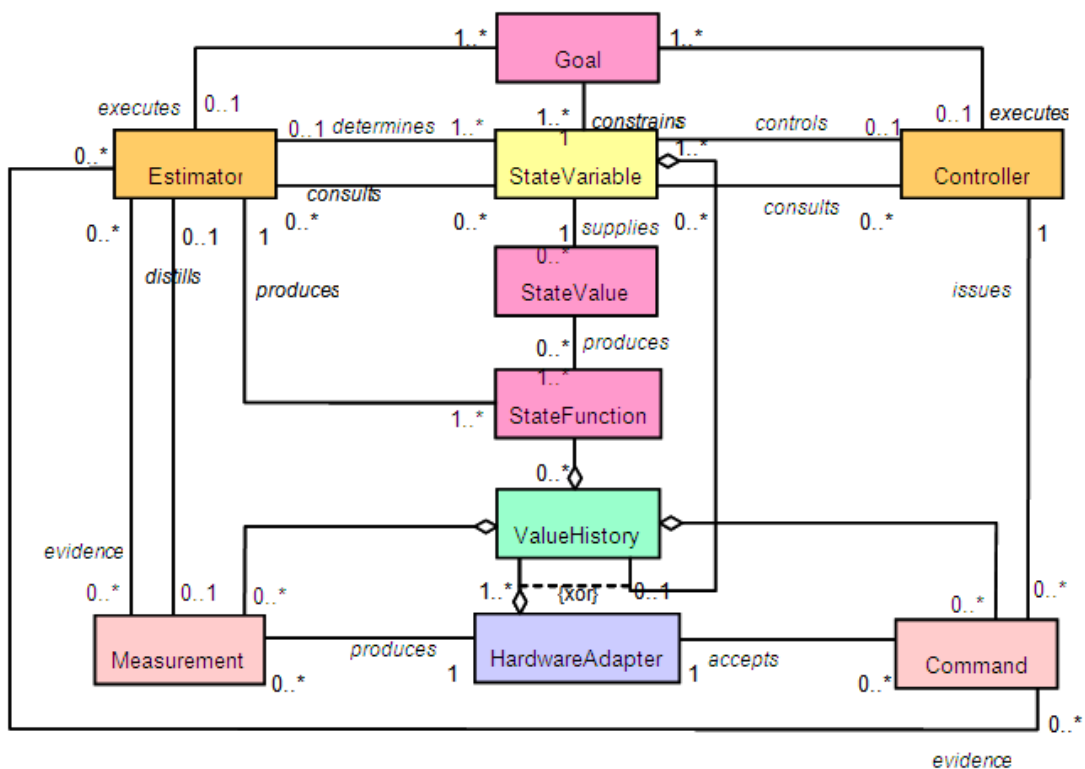 1..*
1..*
Goal
executes
0..1
1..*
constrains
0..1
executes
0..1
determines
1..*
1
controls
0..1
0..*
Estimator
StateVariable
1..*
Controller
consults
consults
0..*
0..*
0..*
0..*
0..*
0..1
1
1
supplies
1
distills
produces
0..*
StateValue
issues
0..*
produces
1..*
1..*
StateFunction
0..*
ValueHistory
evidence
0..*
0..1
0..*
1..*
{xor}
0..1
0..*
0..*
Measurement
produces
HardwareAdapter
accepts
Command
0..*
1
1
0..*
0..*
evidence